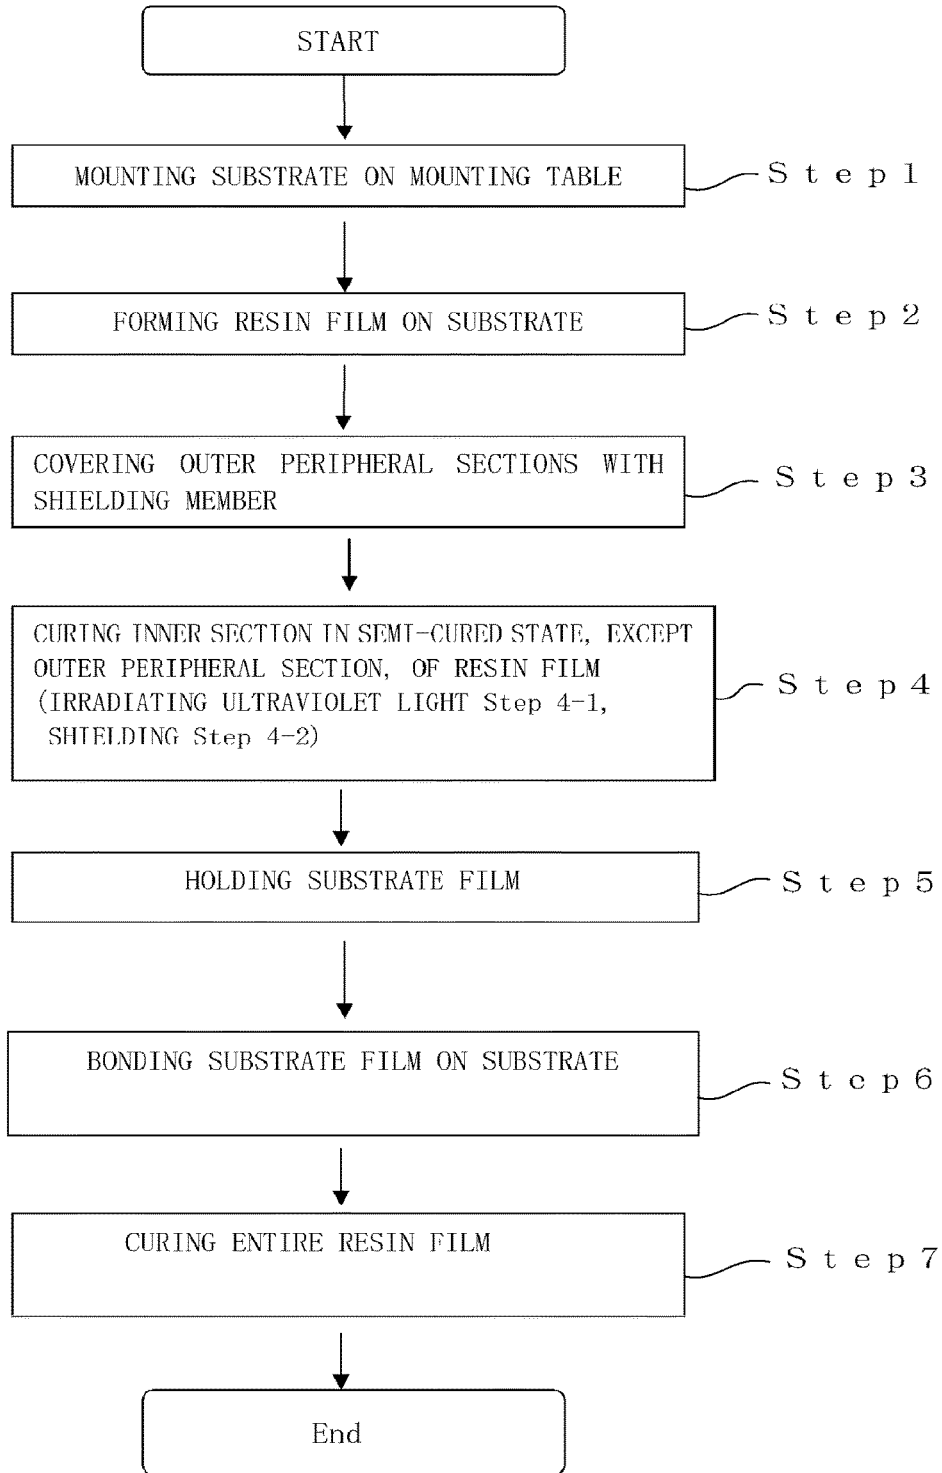 START
MOUNTING SUBSTRATE ON MOUNTING TABLE
Step1
FORMING RESIN FILM ON SUBSTRATE
Step2
COVERING OUTER PERIPHERAL SECTIONS WITH
SHIELDING MEMBER
Step3
CURING INNER SECTION IN SEMI-CURED STATE, EXCEPT
OUTER PERIPHERAL SECTION, OF RESIN FILM
(IRRADIATING ULTRAVIOLET LIGHT Step 4-1,
SHIELDING Step 4-2)
Step4
HOLDING SUBSTRATE FILM
Step5
BONDING SUBSTRATE FILM ON SUBSTRATE
Step6
CURING ENTIRE RESIN FILM
Step7
End